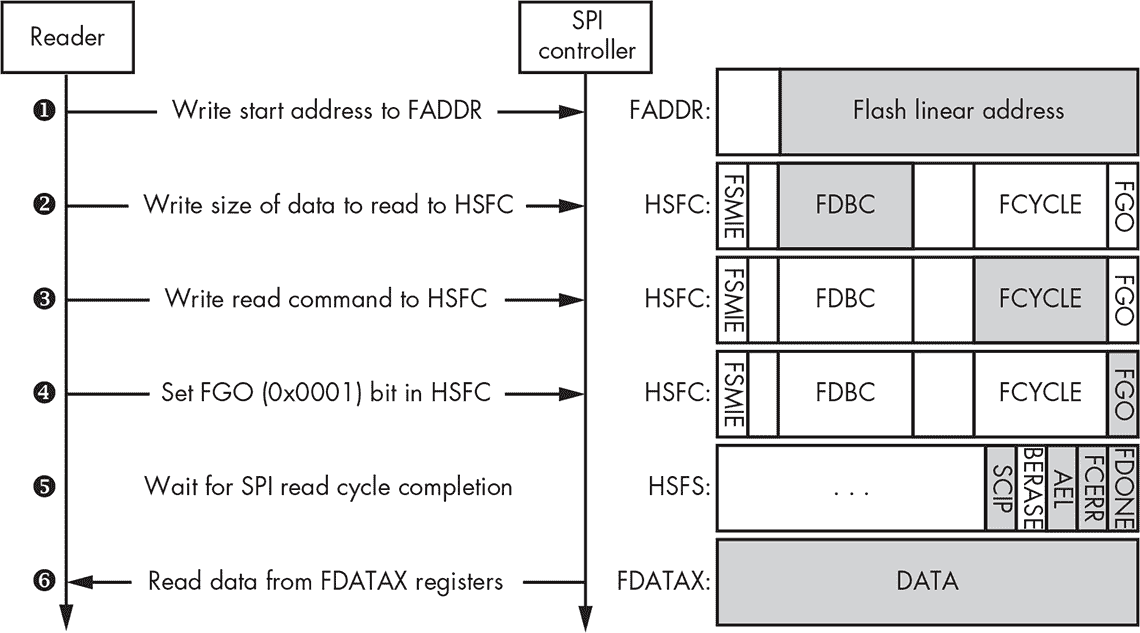 Reader
SPI
controller
❶ Write start address to FADDR FADDR: Flash linear address
❷ Write size of data to read to HSFC HSFC: FSMIE FDBC FCYCLE FGO
❸ Write read command to HSFC HSFC: FSMIE FDBC FCYCLE FGO
❹ Set FGO (0x0001) bit in HSFC HSFC: FSMIE FDBC FCYCLE FGO
❺ Wait for SPI read cycle completion HSFS: . . . SCIP BERASE AEL FCERR FDONE
❻ Read data from FDATAX registers FDATAX: DATA